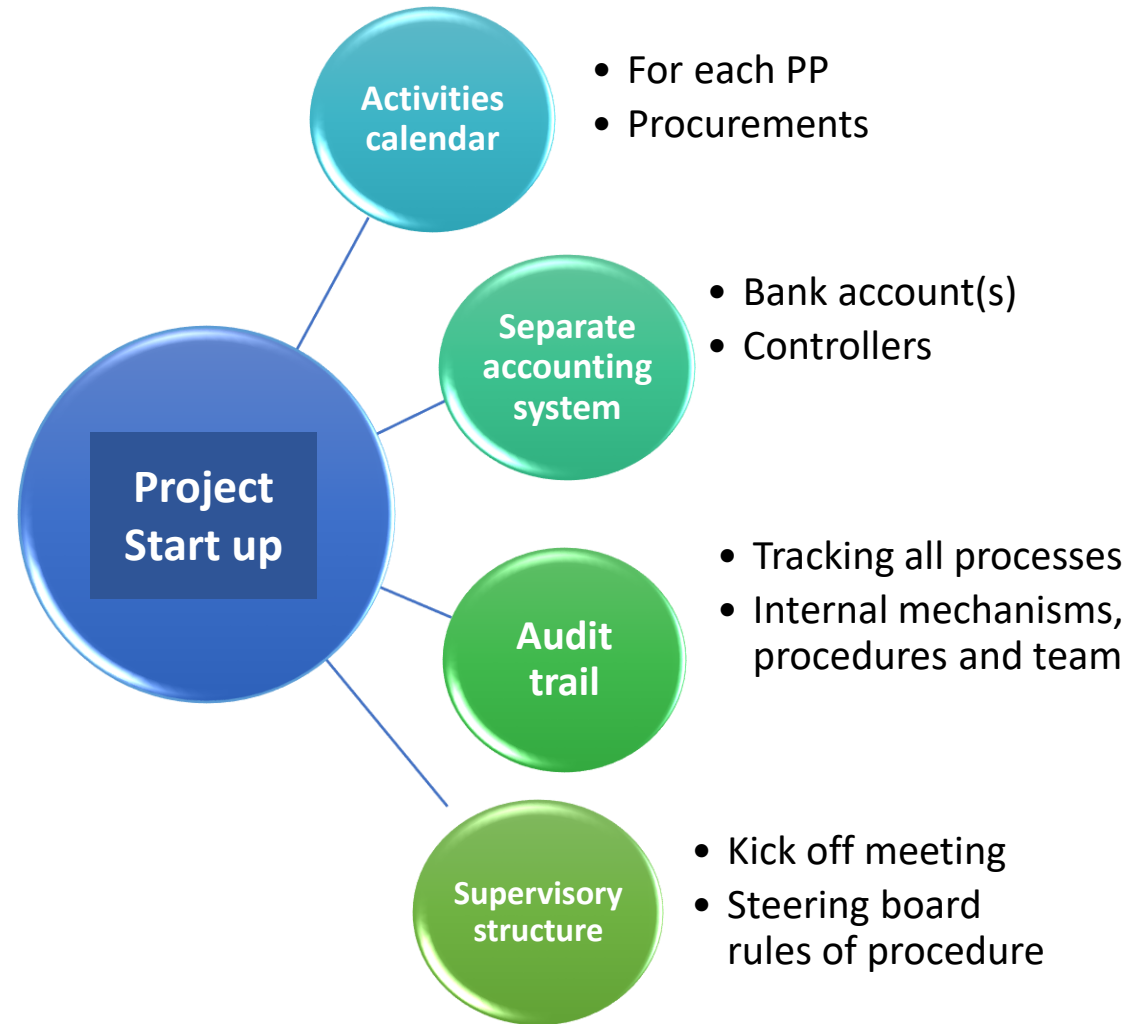 Activities
calendar
• For each PP
• Procurements
Separate
accounting
system
• Bank account(s)
• Controllers
Project
Start up
Audit
trail
• Tracking all processes
• Internal mechanisms,
procedures and team
Supervisory
structure
• Kick off meeting
• Steering board
rules of procedure